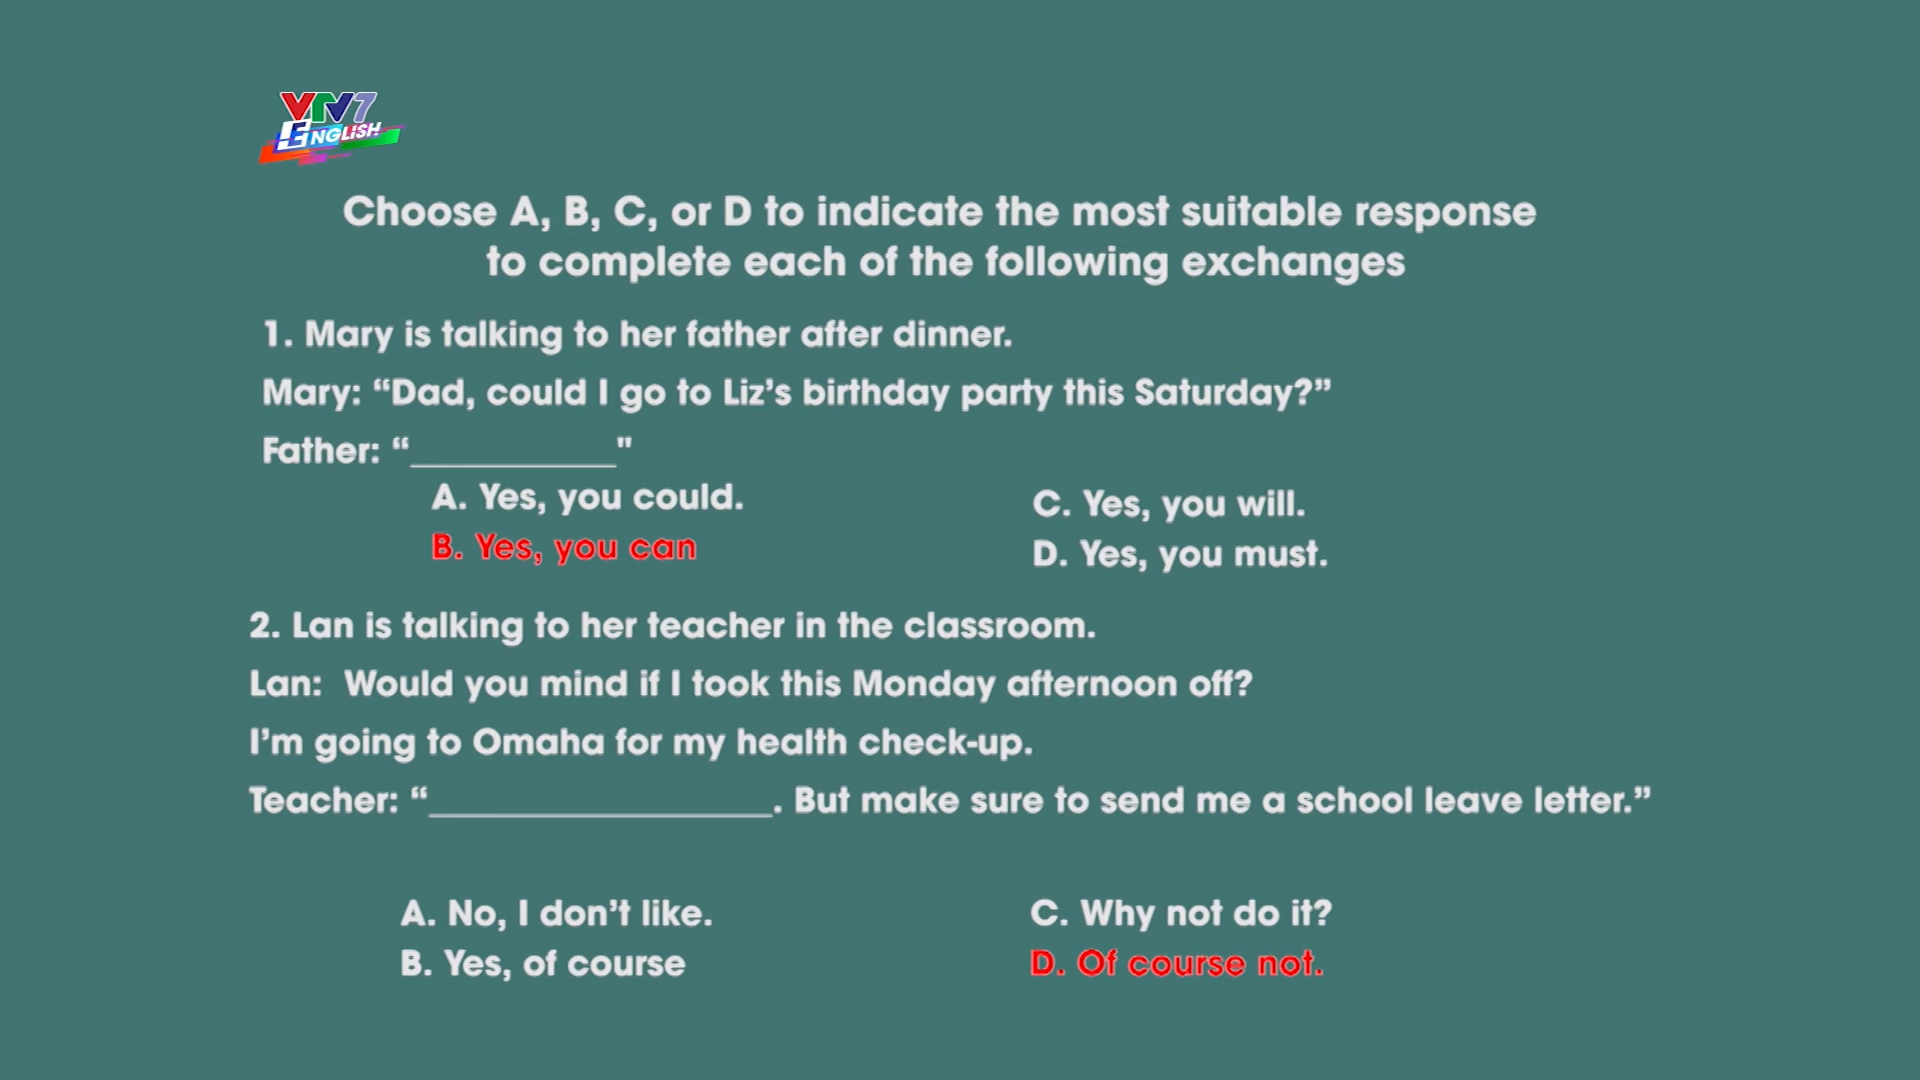 VTV7
ENGLISH
Choose A, B, C, or D to indicate the most suitable response
to complete each of the following exchanges
1. Mary is talking to her father after dinner.
Mary: “Dad, could I go to Liz’s birthday party this Saturday?”
Father: “____________"
A. Yes, you could.
B. Yes, you can
C. Yes, you will.
D. Yes, you must.
2. Lan is talking to her teacher in the classroom.
Lan:  Would you mind if I took this Monday afternoon off?
I’m going to Omaha for my health check-up.
Teacher: “____________________. But make sure to send me a school leave letter.”
A. No, I don’t like.
B. Yes, of course
C. Why not do it?
D. Of course not.